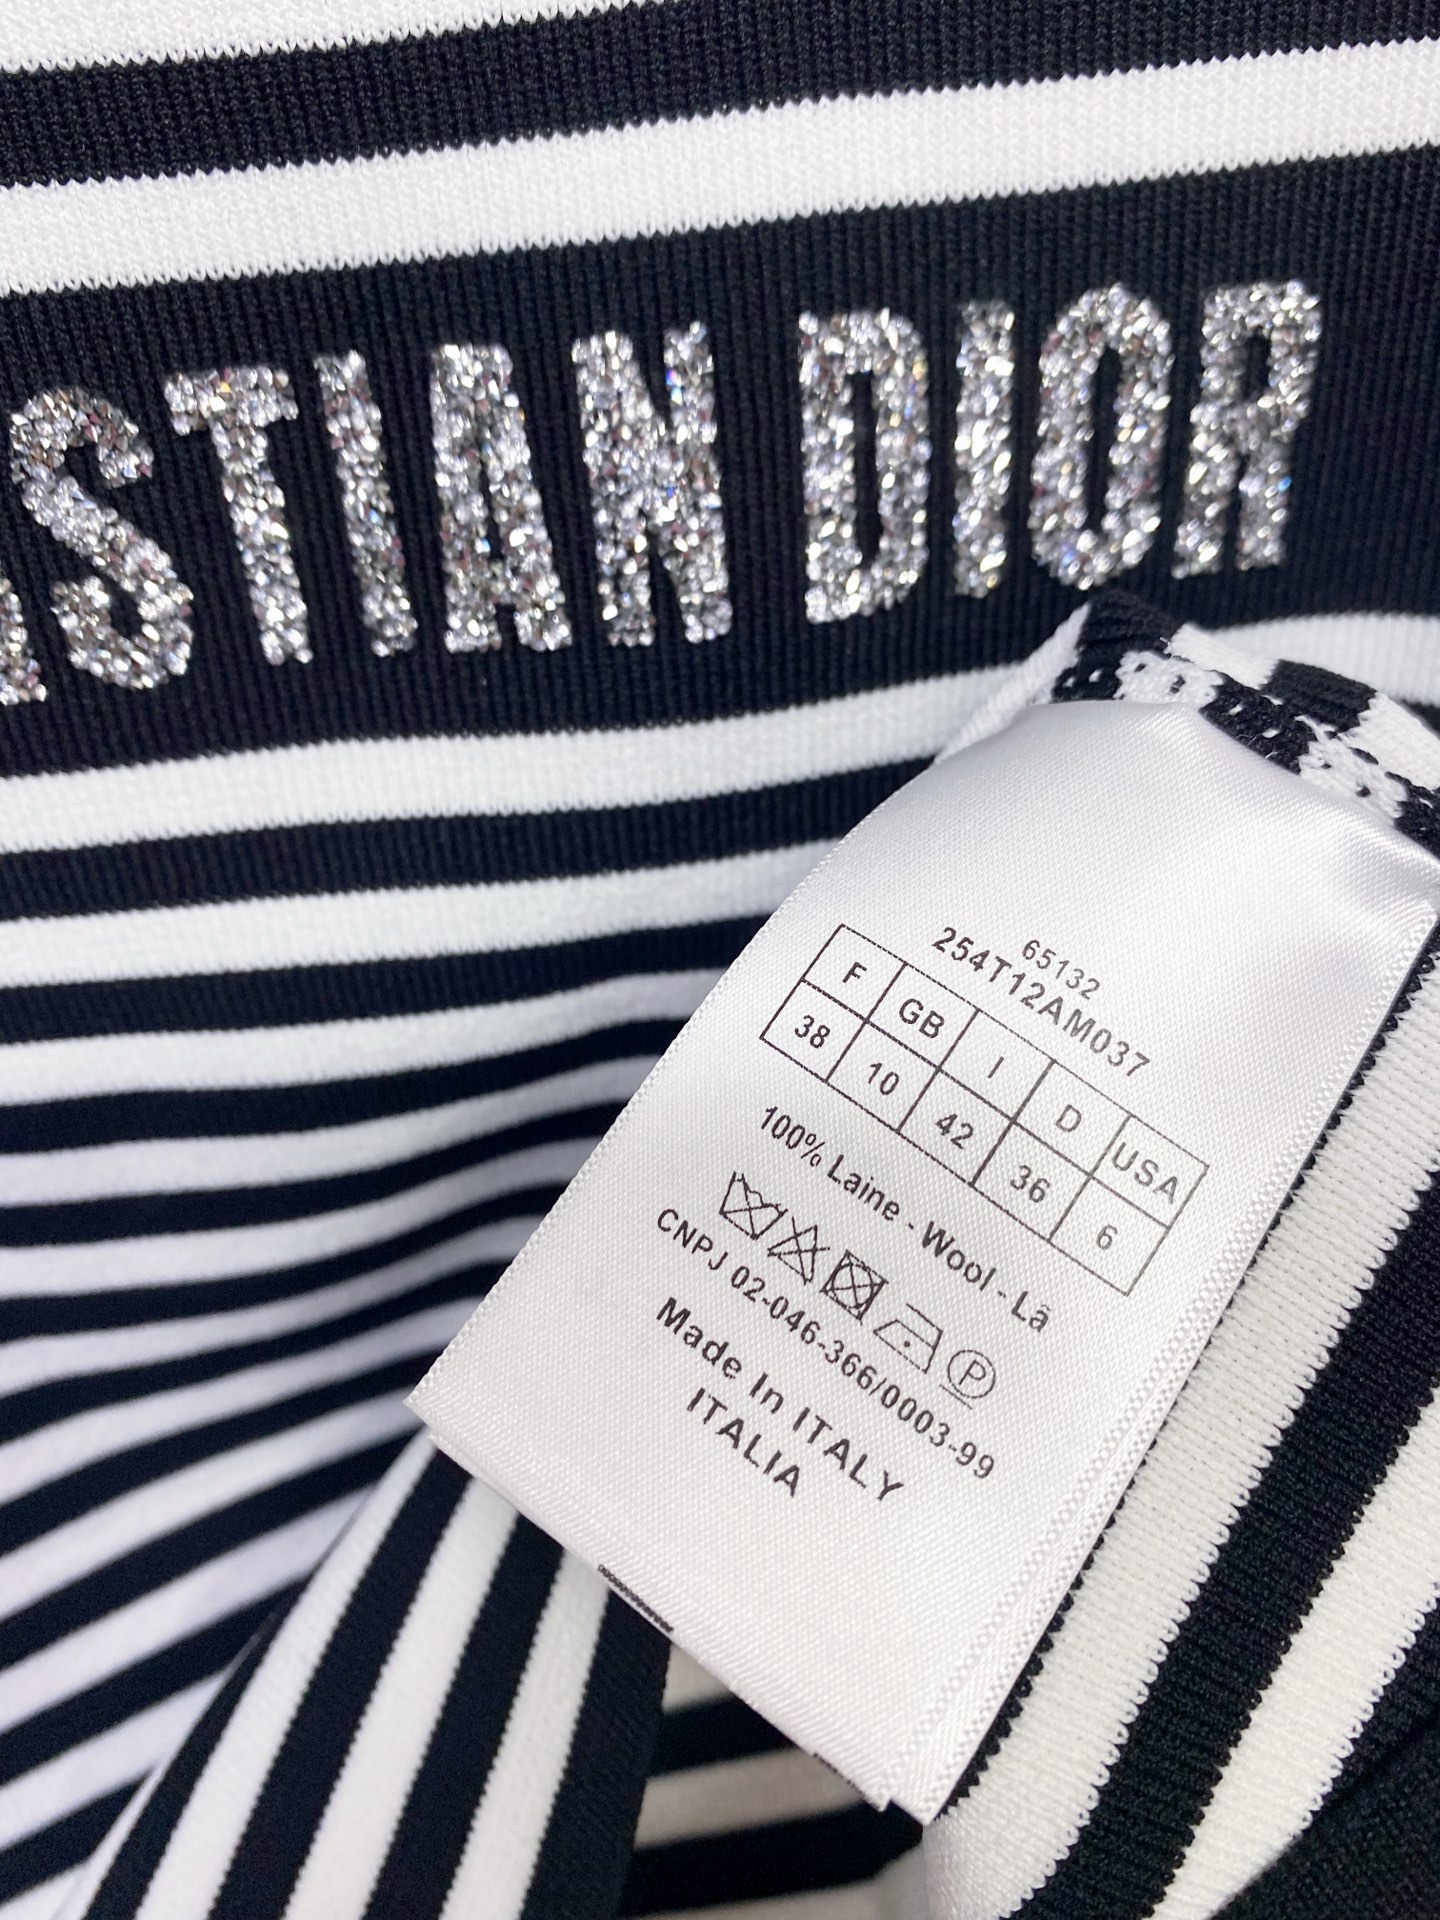 STIAN DIOR
65132
254T12AM037
F GB I D USA
38 10 42 36 6
100% Laine - Wool - Lã
P
CNPJ 02-046-366/0003-99
Made In ITALY
ITALIA